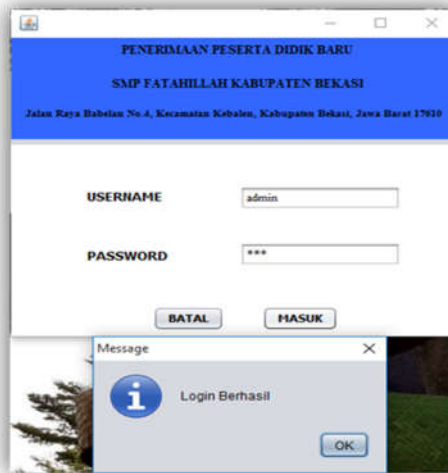 PENERIMAAN PESERTA DIDIK BARU
SMP FATAHILLAH KABUPATEN BEKASI
Jalan Raya Babelan No.4, Kecamatan Kebalen, Kabupaten Bekasi, Jawa Barat 17610
USERNAME
admin
PASSWORD
***
BATAL
MASUK
Message
Login Berhasil
OK